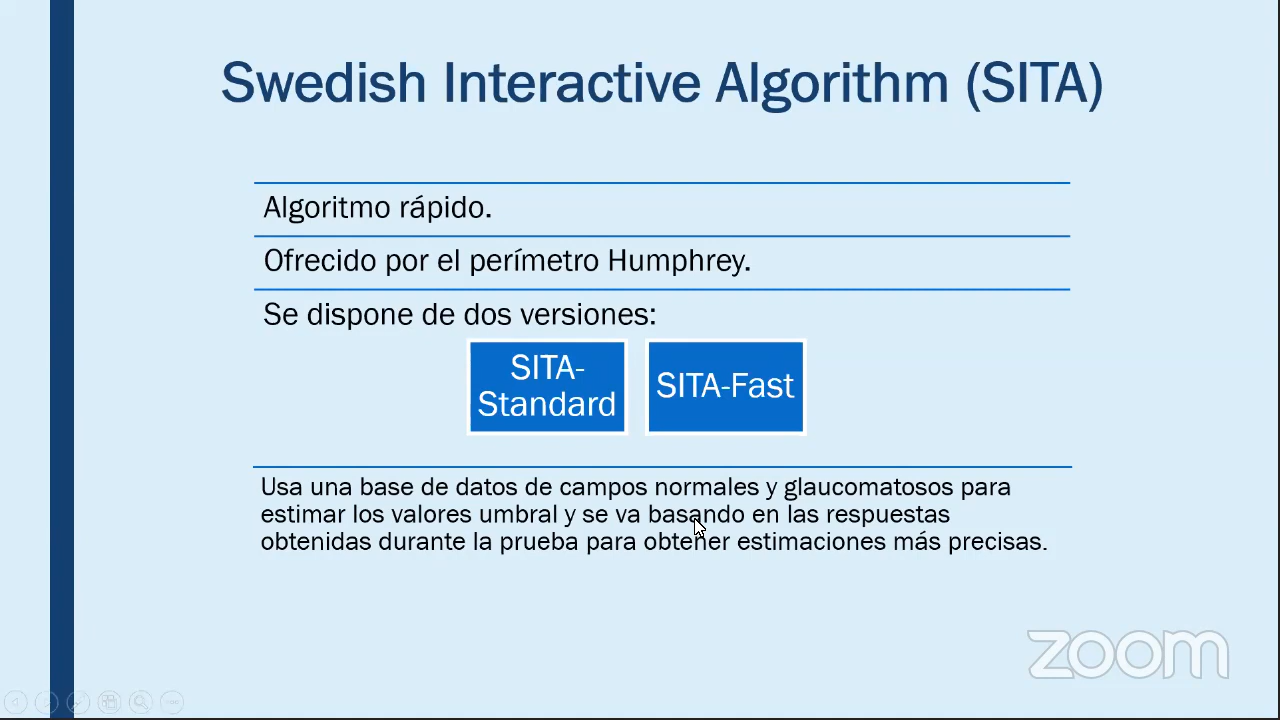 Swedish Interactive Algorithm (SITA)
Algoritmo rápido.
Ofrecido por el perímetro Humphrey.
Se dispone de dos versiones:
SITA-
Standard
SITA-Fast
Usa una base de datos de campos normales y glaucomatosos para
estimar los valores umbral y se va basando en las respuestas
obtenidas durante la prueba para obtener estimaciones más precisas.
zoom